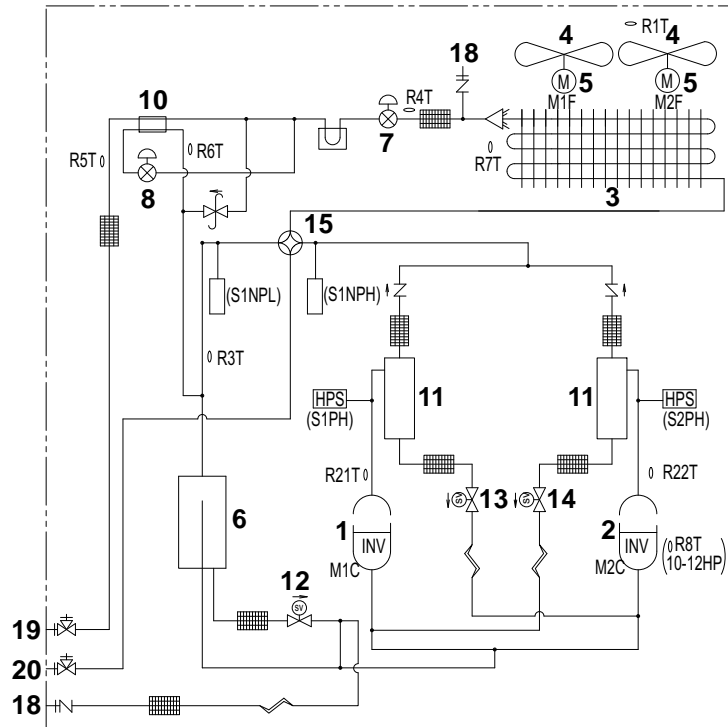 R1T
4
4
18
M
5
M
5
R4T
M1F
M2F
10
7
R5T
R6T
R7T
8
3
15
(S1NPL)
(S1NPH)
R3T
HPS
(S1PH)
11
11
HPS
(S2PH)
R21T
R22T
6
SV
13
SV
14
1
INV
2
INV
R8T
(10-12HP)
M1C
M2C
12
SV
19
20
18